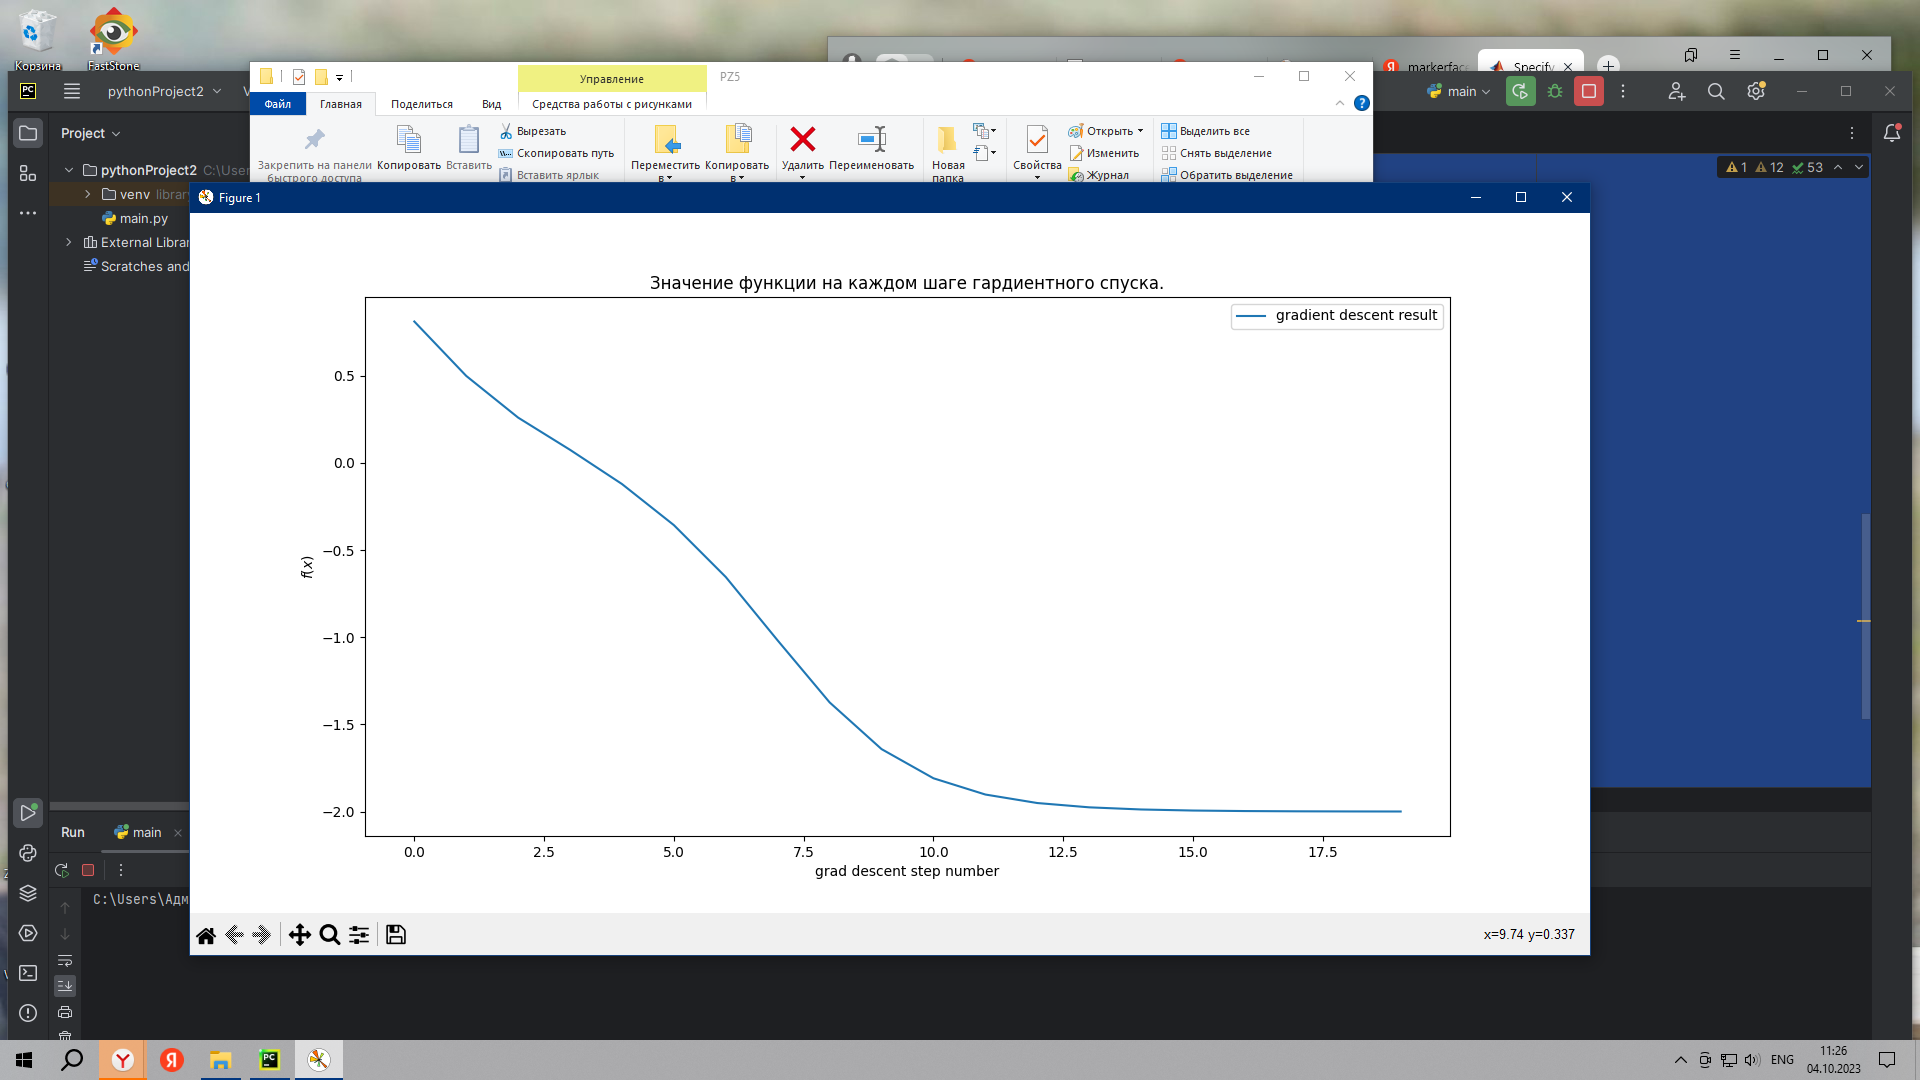 Корзина
FastStone
Управление
PZ5
Файл
Главная
Поделиться
Вид
Средства работы с рисунками
Закрепить на панели
быстрого доступа
Копировать
Вставить
Вырезать
Скопировать путь
Вставить ярлык
Переместить
в
Копировать
в
Удалить
Переименовать
Новая
папка
Свойства
Открыть
Изменить
Журнал
Выделить все
Снять выделение
Обратить выделение
Specify
PC
pythonProject2
main
Project
pythonProject2 C:\User
venv library
main.py
External Librar
Scratches and
1 12 53
Figure 1
Значение функции на каждом шаге гардиентного спуска.
gradient descent result
0.5
0.0
−0.5
−1.0
−1.5
−2.0
f(x)
0.0 2.5 5.0 7.5 10.0 12.5 15.0 17.5
grad descent step number
x=9.74 y=0.337
Run
main
C:\Users\Адм
ENG
11:26
04.10.2023